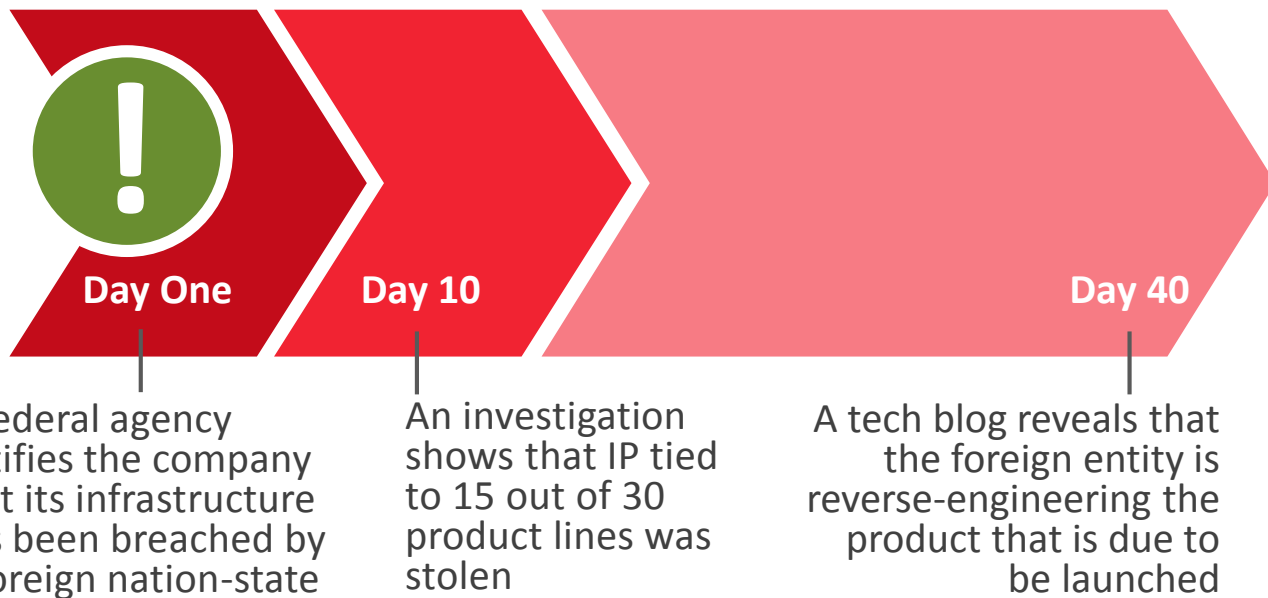 !
Day One
Day 10
Day 40
ederal agency
tifies the company
t its infrastructure
s been breached by
oreign nation-state
An investigation
shows that IP tied
to 15 out of 30
product lines was
stolen
A tech blog reveals that
the foreign entity is
reverse-engineering the
product that is due to
be launched